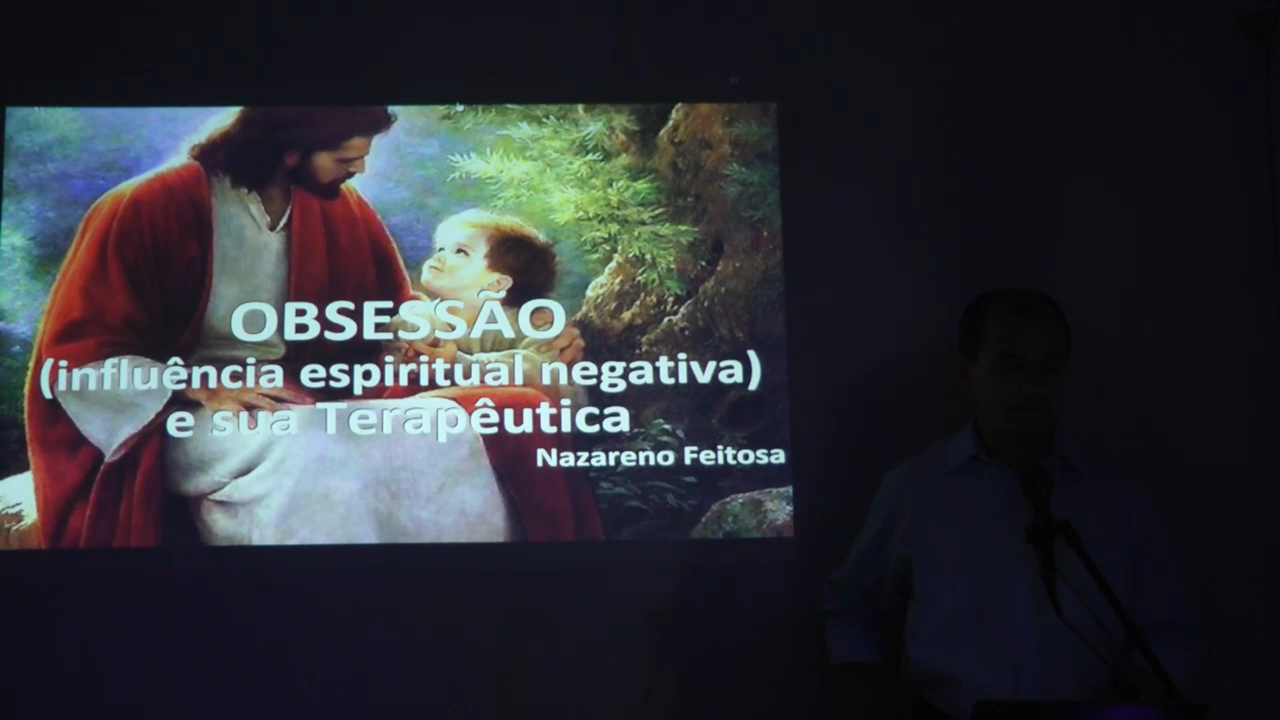 OBSESSÃO
(influência espiritual negativa)
e sua Terapêutica
Nazareno Feitosa